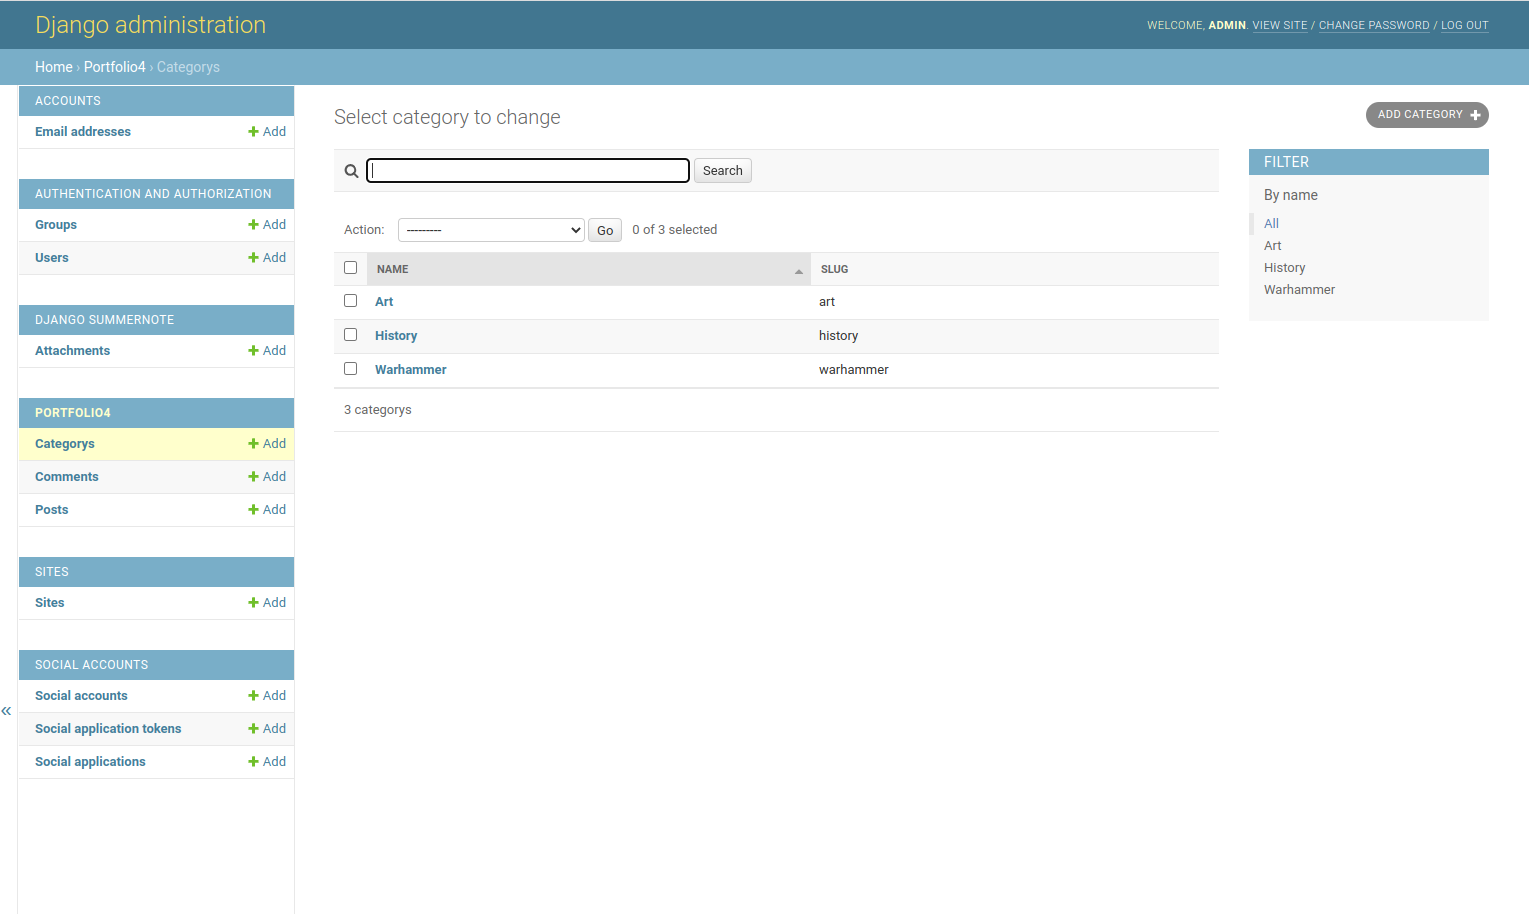 Django administration
WELCOME, ADMIN. VIEW SITE / CHANGE PASSWORD / LOG OUT
Home › Portfolio4 › Categorys
ACCOUNTS
Email addresses Add
AUTHENTICATION AND AUTHORIZATION
Groups Add
Users Add
DJANGO SUMMERNOTE
Attachments Add
PORTFOLIO4
Categorys Add
Comments Add
Posts Add
SITES
Sites Add
SOCIAL ACCOUNTS
Social accounts Add
Social application tokens Add
Social applications Add
«
Select category to change
ADD CATEGORY
Search
Action: --------- Go 0 of 3 selected
NAME SLUG
Art art
History history
Warhammer warhammer
3 categorys
FILTER
By name
All
Art
History
Warhammer